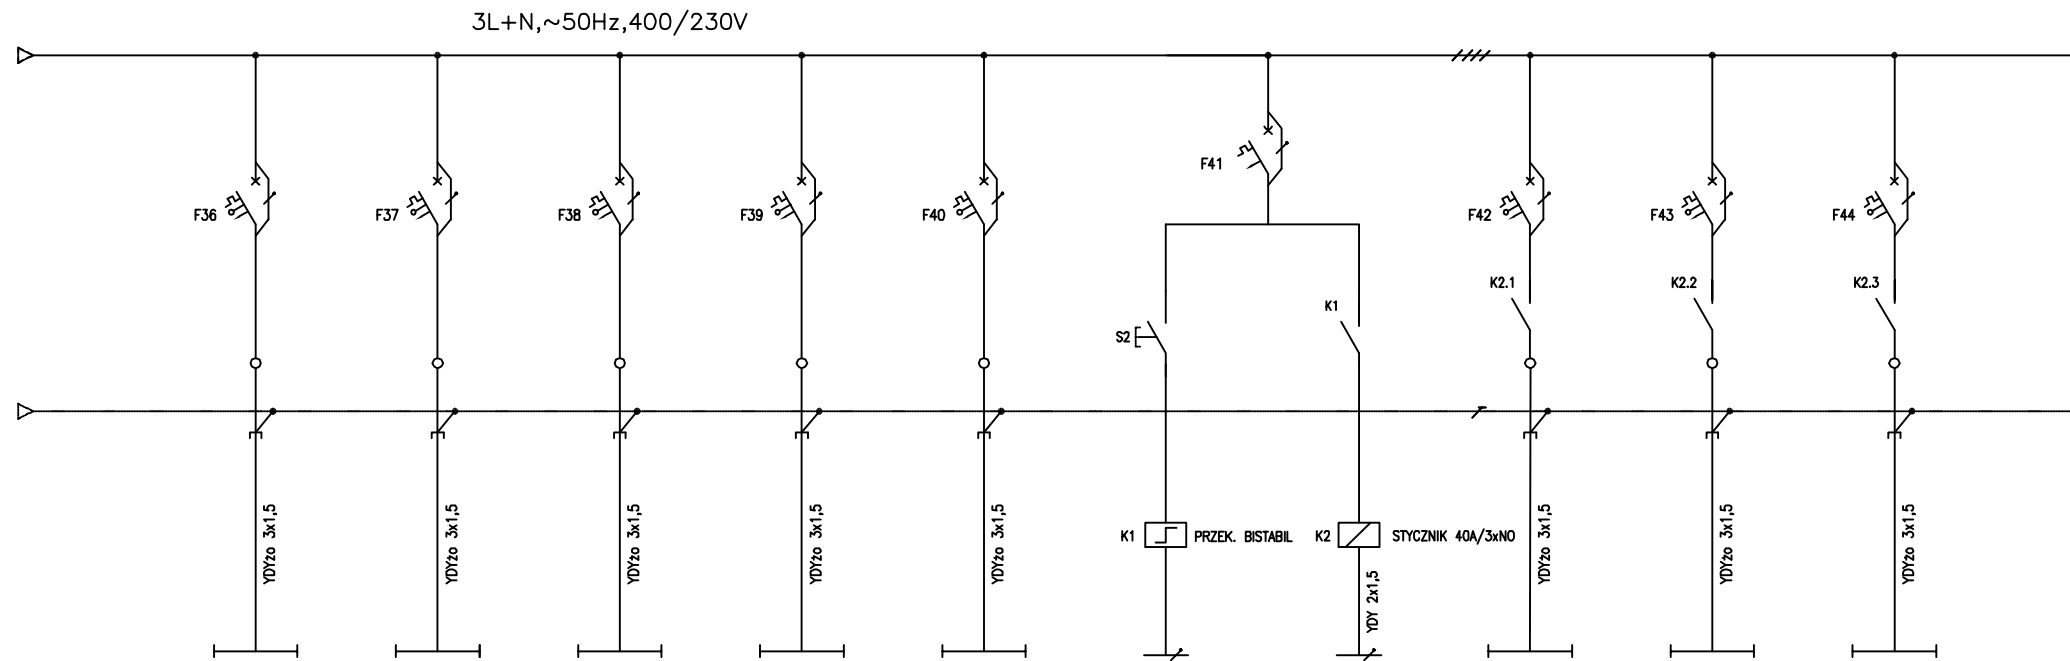 3L+N,~50Hz,400/230V
F41
F36
F37
F38
F39
F40
F42
F43
F44
K2.1
K2.2
K2.3
K1
S2
YDYżo 3x1,5
YDYżo 3x1,5
YDYżo 3x1,5
YDYżo 3x1,5
YDYżo 3x1,5
K1 PRZEK. BISTABIL
K2 STYCZNIK 40A/3xNO
YDY 2x1,5
YDYżo 3x1,5
YDYżo 3x1,5
YDYżo 3x1,5